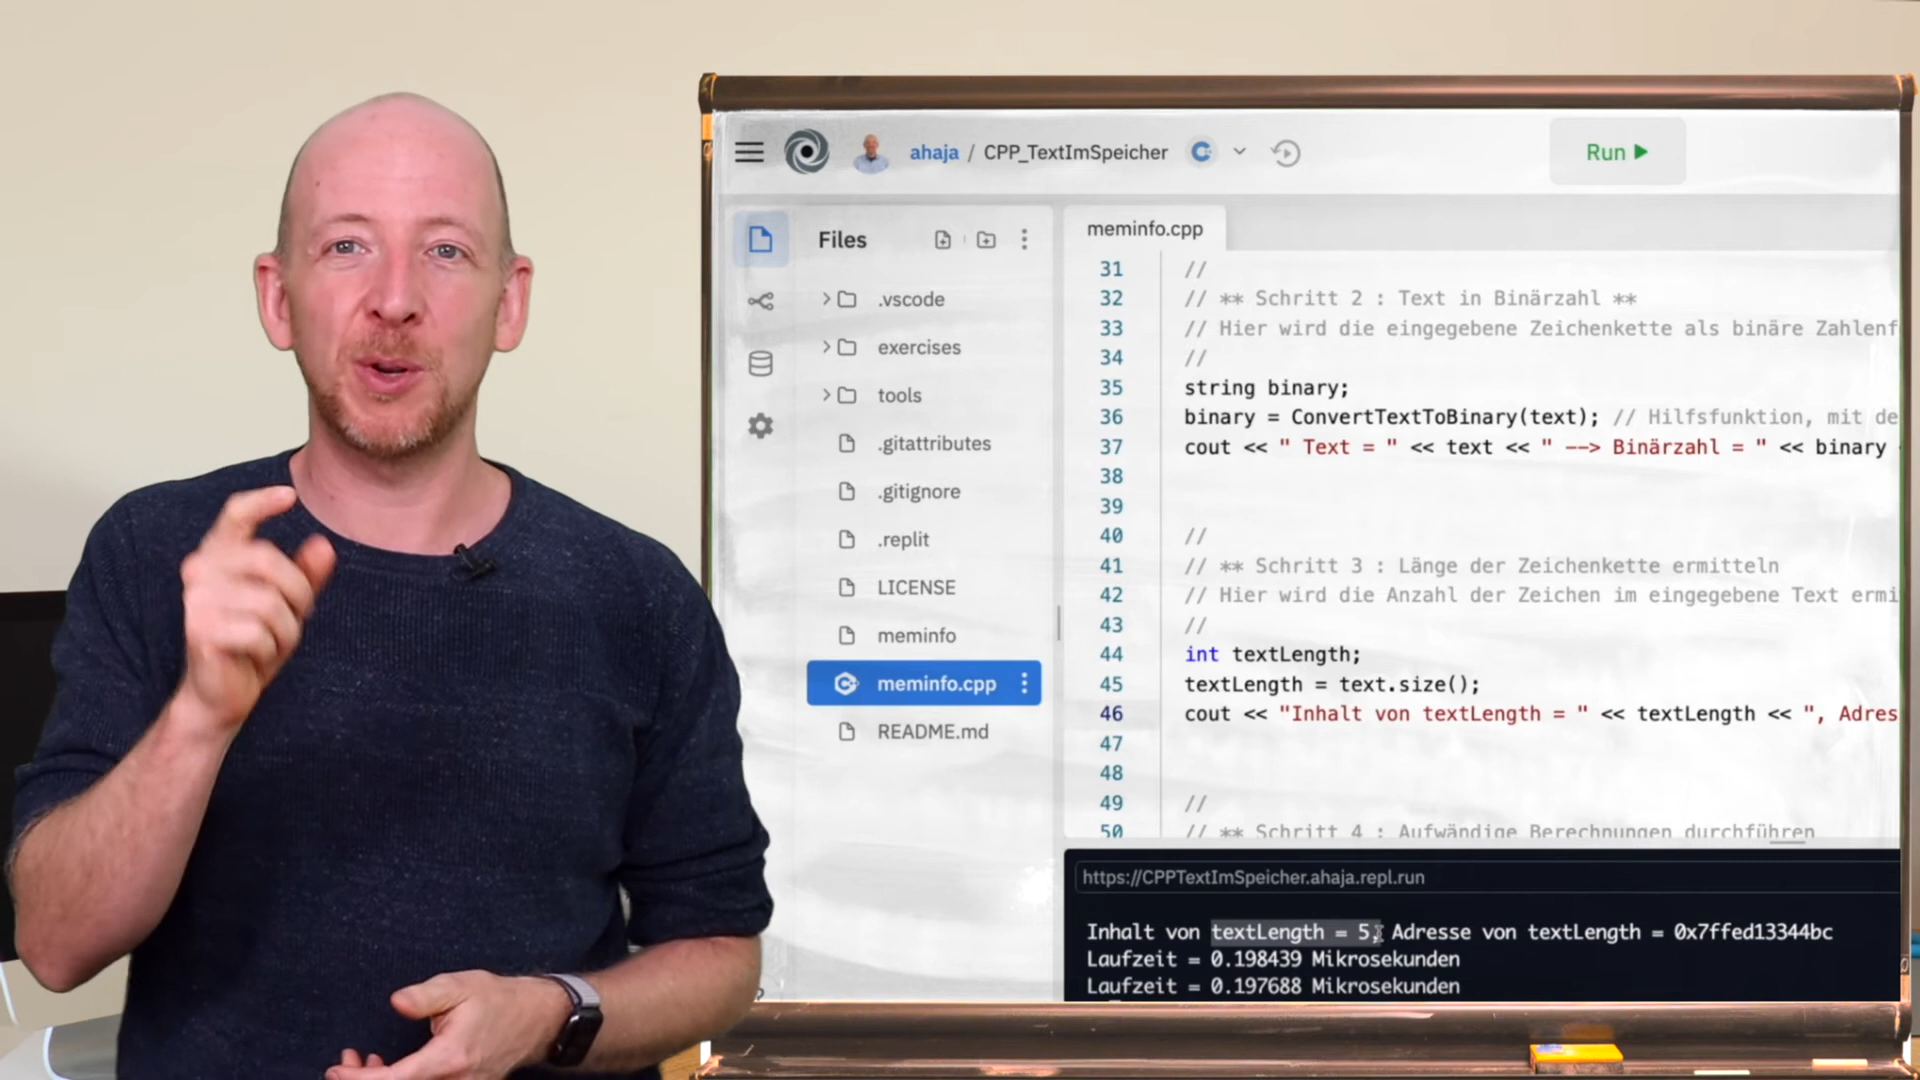 ahaja / CPP_TextImSpeicher
Run
Files
.vscode
exercises
tools
.gitattributes
.gitignore
.replit
LICENSE
meminfo
meminfo.cpp
README.md
meminfo.cpp
31 //
32 // ** Schritt 2 : Text in Binärzahl **
33 // Hier wird die eingegebene Zeichenkette als binäre Zahlenf
34 //
35 string binary;
36 binary = ConvertTextToBinary(text); // Hilfsfunktion, mit de
37 cout << " Text = " << text << " --> Binärzahl = " << binary
38
39
40 //
41 // ** Schritt 3 : Länge der Zeichenkette ermitteln
42 // Hier wird die Anzahl der Zeichen im eingegebene Text ermi
43 //
44 int textLength;
45 textLength = text.size();
46 cout << "Inhalt von textLength = " << textLength << ", Adres
47
48
49 //
50 // ** Schritt 4 : Aufwändige Berechnungen durchführen
https://CPPTextImSpeicher.ahaja.repl.run
Inhalt von textLength = 5, Adresse von textLength = 0x7ffed13344bc
Laufzeit = 0.198439 Mikrosekunden
Laufzeit = 0.197688 Mikrosekunden